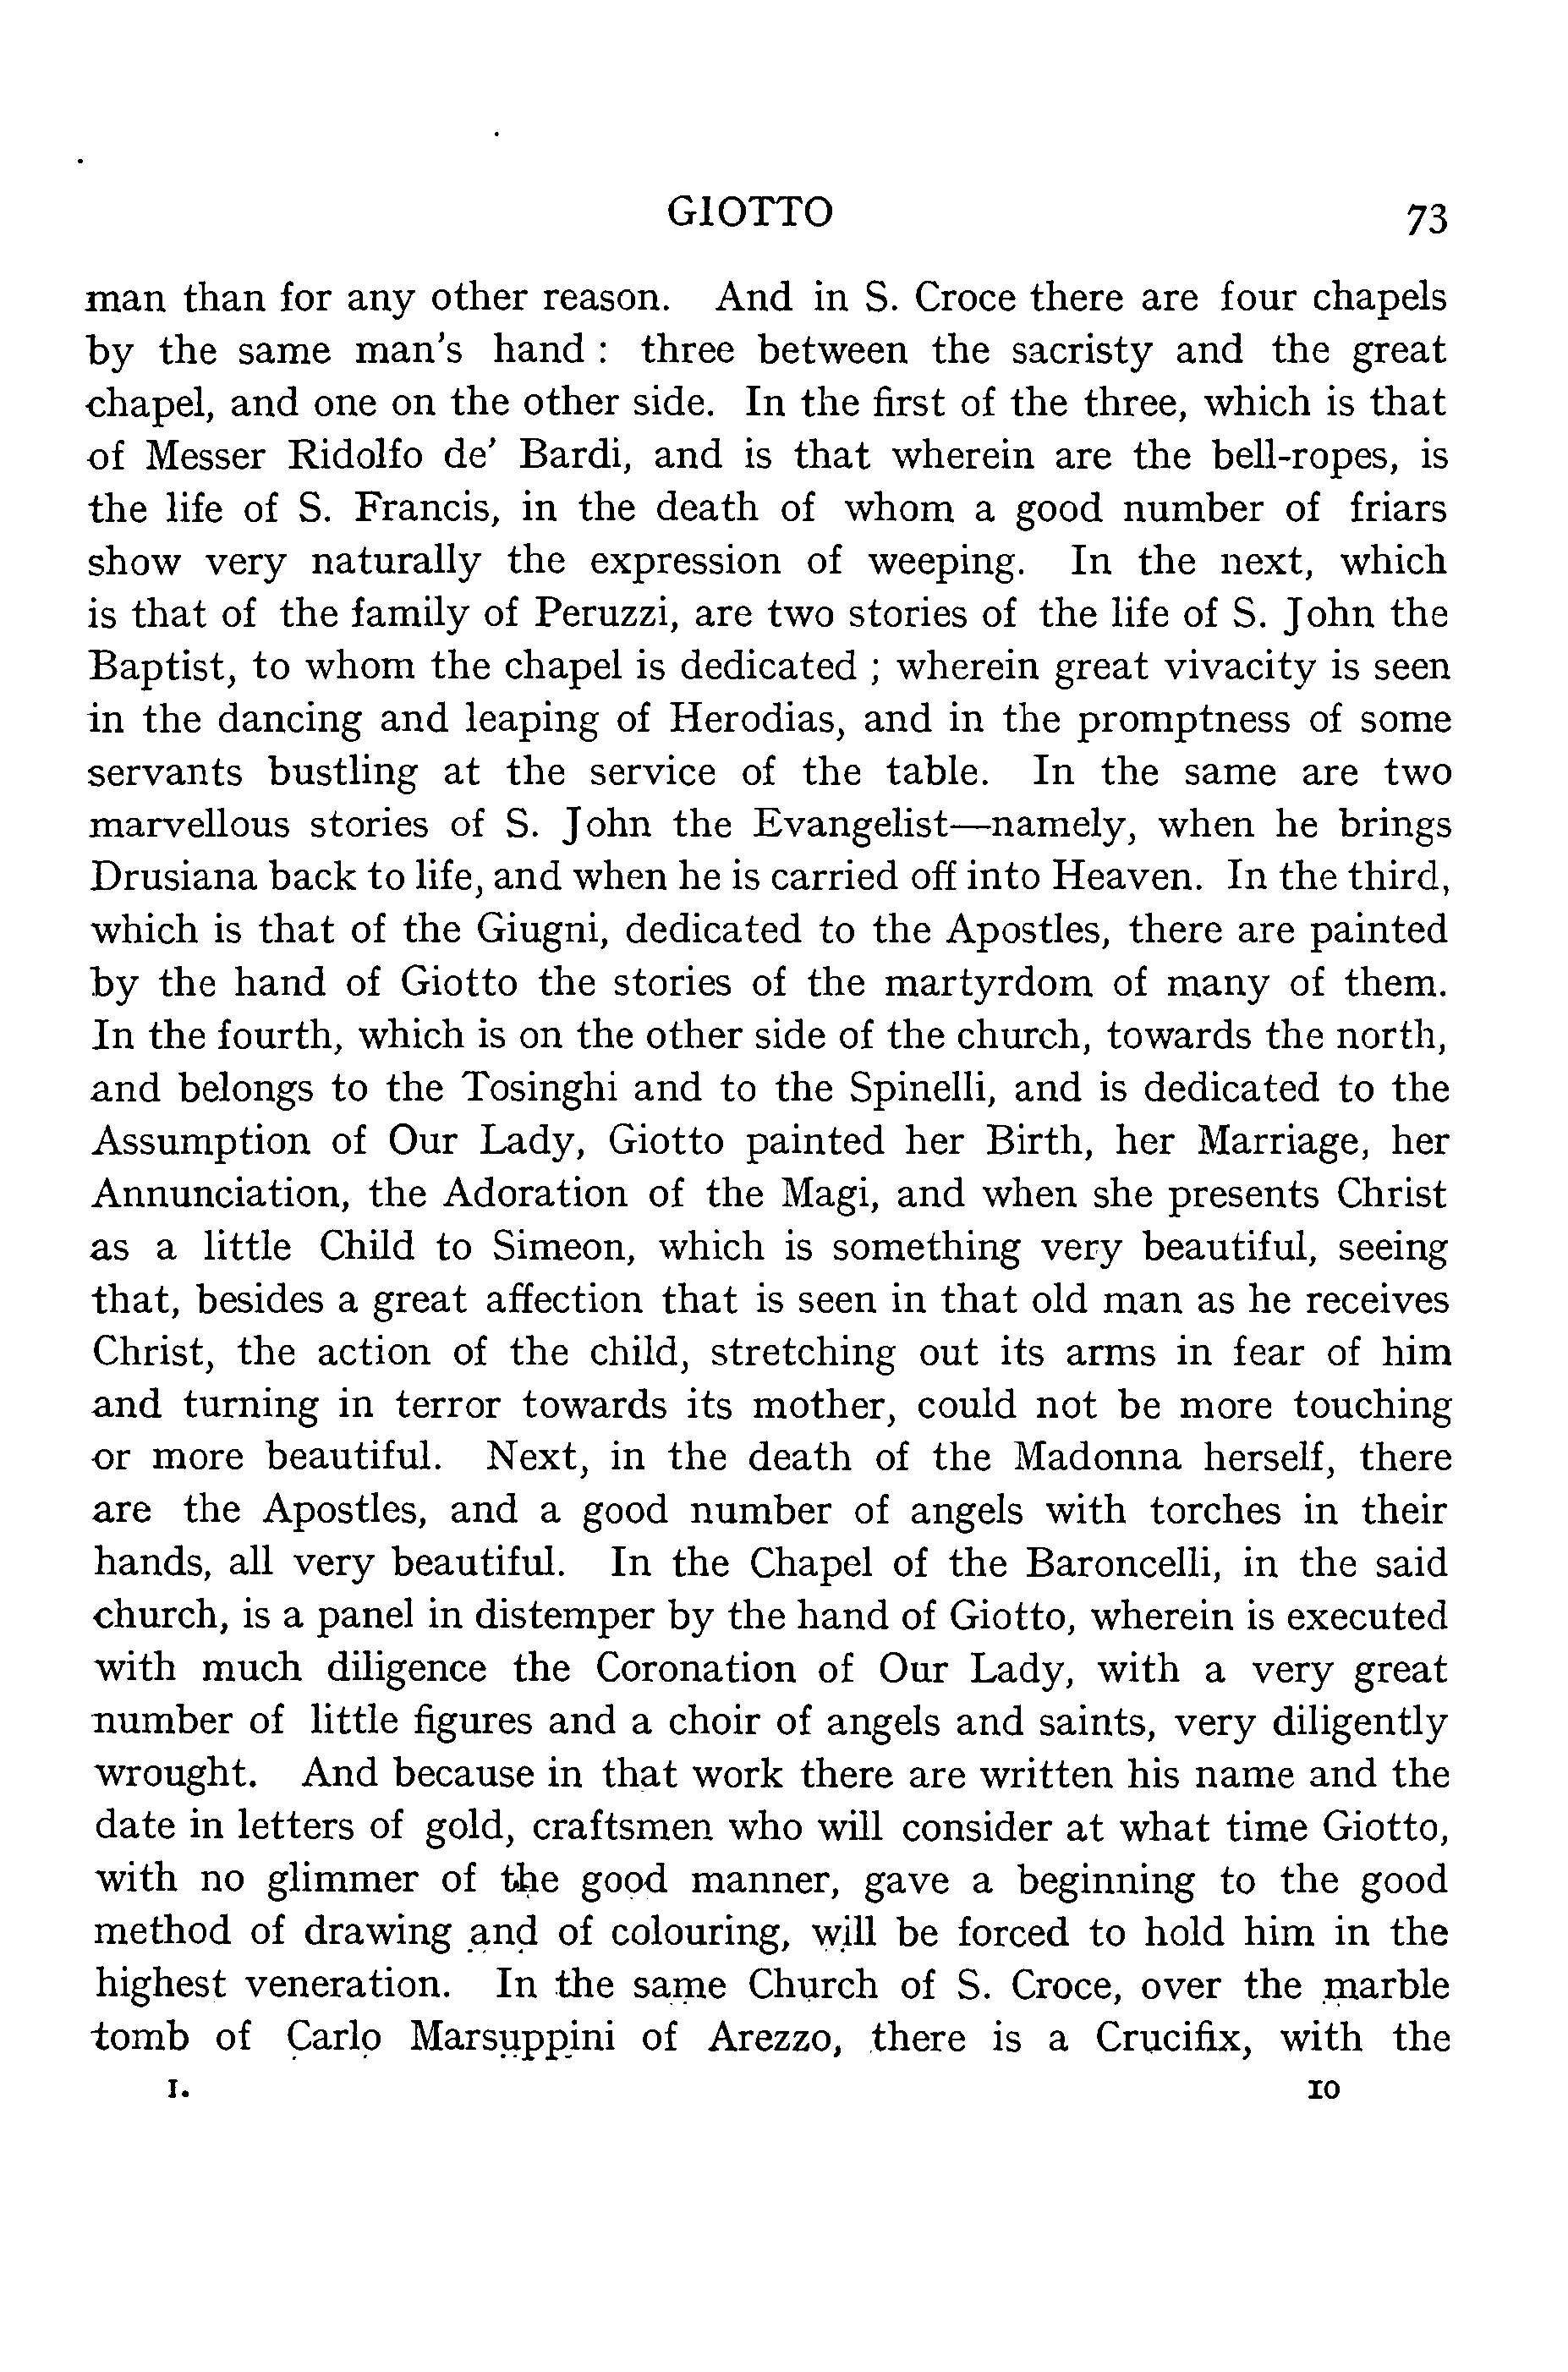 GIOTTO 73
man than for any other reason. And in S. Croce there are four chapels
by the same man's hand : three between the sacristy and the great
chapel, and one on the other side. In the first of the three, which is that
of Messer Ridolfo de' Bardi, and is that wherein are the bell-ropes, is
the life of S. Francis, in the death of whom a good number of friars
show very naturally the expression of weeping. In the next, which
is that of the family of Peruzzi, are two stories of the life of S. John the
Baptist, to whom the chapel is dedicated ; wherein great vivacity is seen
in the dancing and leaping of Herodias, and in the promptness of some
servants bustling at the service of the table. In the same are two
marvellous stories of S. John the Evangelist—namely, when he brings
Drusiana back to life, and when he is carried off into Heaven. In the third,
which is that of the Giugni, dedicated to the Apostles, there are painted
by the hand of Giotto the stories of the martyrdom of many of them.
In the fourth, which is on the other side of the church, towards the north,
and belongs to the Tosinghi and to the Spinelli, and is dedicated to the
Assumption of Our Lady, Giotto painted her Birth, her Marriage, her
Annunciation, the Adoration of the Magi, and when she presents Christ
as a little Child to Simeon, which is something very beautiful, seeing
that, besides a great affection that is seen in that old man as he receives
Christ, the action of the child, stretching out its arms in fear of him
and turning in terror towards its mother, could not be more touching
or more beautiful. Next, in the death of the Madonna herself, there
are the Apostles, and a good number of angels with torches in their
hands, all very beautiful. In the Chapel of the Baroncelli, in the said
church, is a panel in distemper by the hand of Giotto, wherein is executed
with much diligence the Coronation of Our Lady, with a very great
number of little figures and a choir of angels and saints, very diligently
wrought. And because in that work there are written his name and the
date in letters of gold, craftsmen who will consider at what time Giotto,
with no glimmer of the good manner, gave a beginning to the good
method of drawing and of colouring, will be forced to hold him in the
highest veneration. In the same Church of S. Croce, over the marble
tomb of Carlo Marsuppini of Arezzo, there is a Crucifix, with the
I. 10